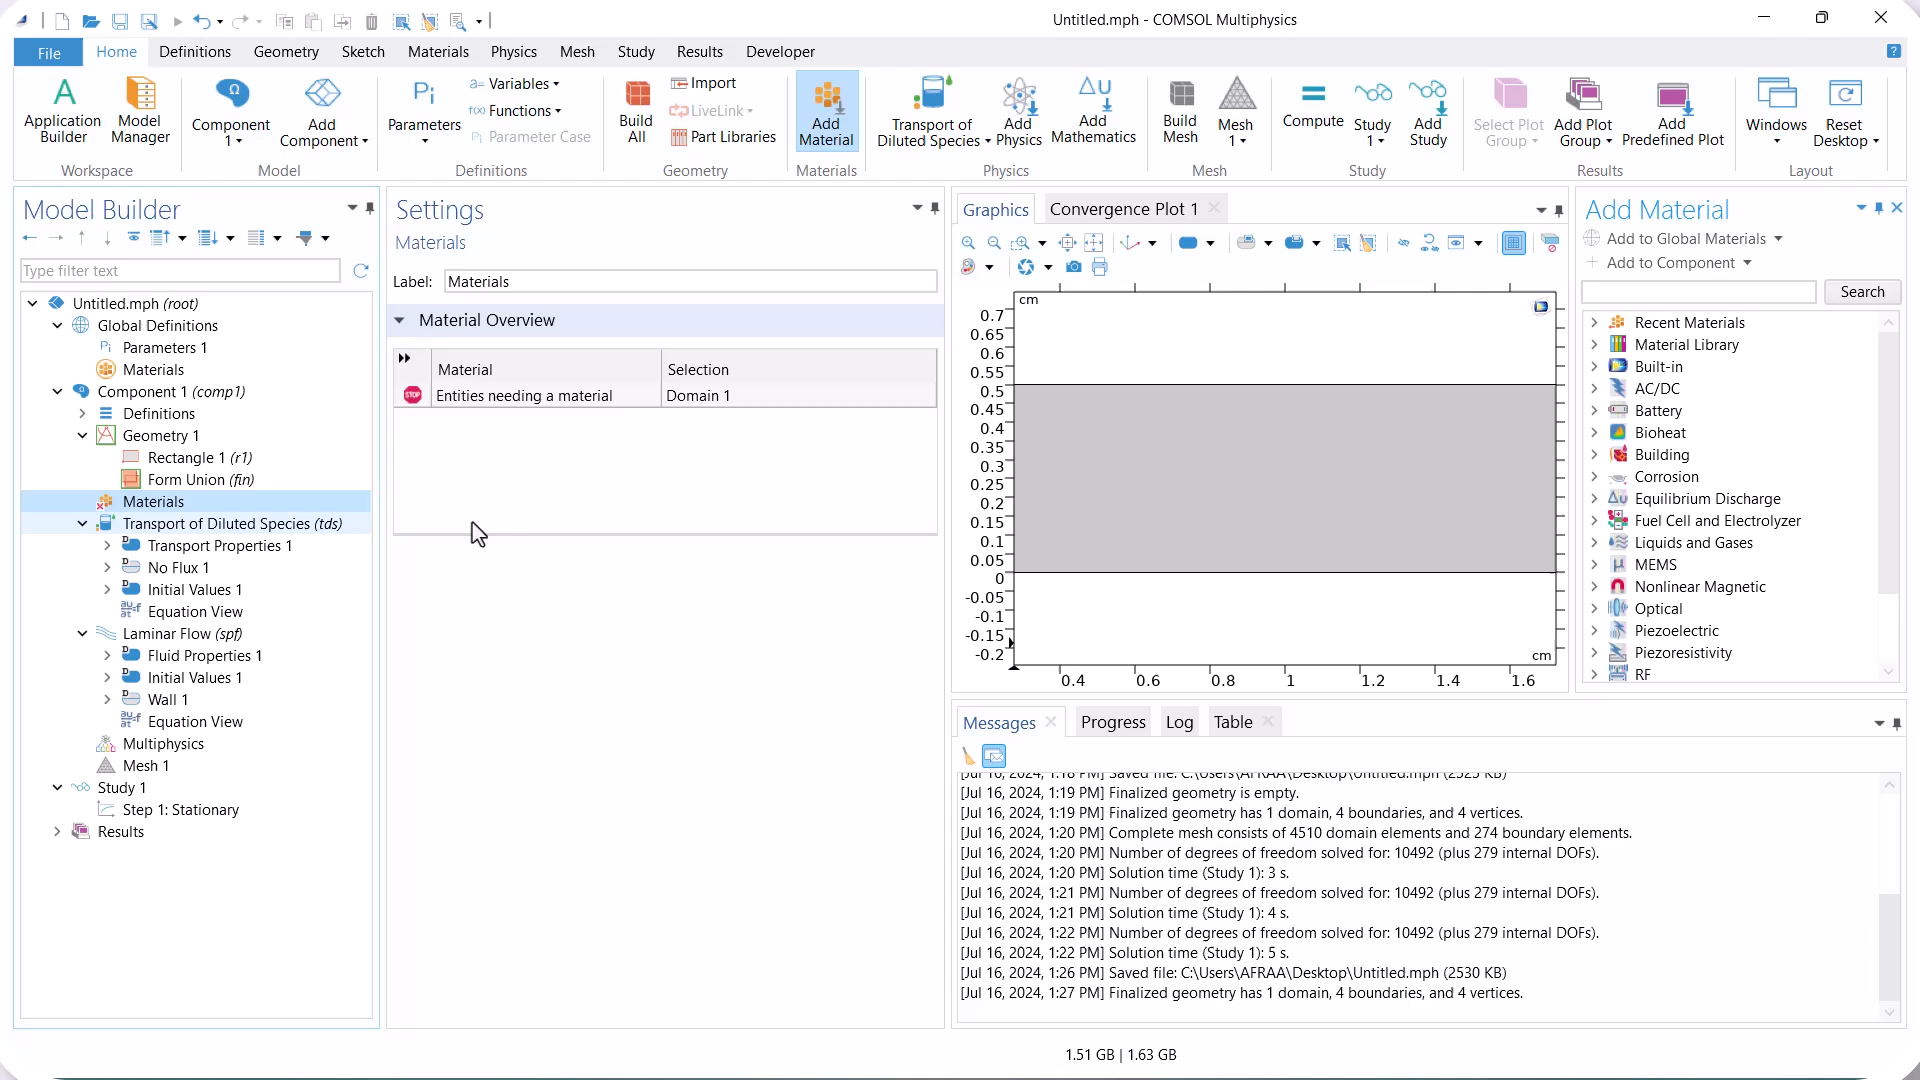 Untitled.mph - COMSOL Multiphysics
File Home Definitions Geometry Sketch Materials Physics Mesh Study Results Developer
Application Builder
Model Manager
Workspace
Component 1
Add Component
Model
Pi
Parameters
a= Variables
f(x) Functions
Pi Parameter Case
Definitions
Build All
Import
LiveLink
Part Libraries
Geometry
Add Material
Materials
Transport of Diluted Species
Add Physics
Δu
Add Mathematics
Physics
Build Mesh
Mesh 1
Mesh
Compute
Study 1
Add Study
Study
Select Plot Group
Add Plot Group
Add Predefined Plot
Results
Windows
Reset Desktop
Layout
Model Builder
Type filter text
Untitled.mph (root)
Global Definitions
Pi Parameters 1
Materials
Component 1 (comp1)
Definitions
Geometry 1
Rectangle 1 (r1)
Form Union (fin)
Materials
Transport of Diluted Species (tds)
Transport Properties 1
No Flux 1
Initial Values 1
Equation View
Laminar Flow (spf)
Fluid Properties 1
Initial Values 1
Wall 1
Equation View
Multiphysics
Mesh 1
Study 1
Step 1: Stationary
Results
Settings
Materials
Label: Materials
Material Overview
Material Selection
STOP Entities needing a material Domain 1
Graphics Convergence Plot 1
cm
0.7
0.65
0.6
0.55
0.5
0.45
0.4
0.35
0.3
0.25
0.2
0.15
0.1
0.05
0
-0.05
-0.1
-0.15
-0.2
cm
0.4 0.6 0.8 1 1.2 1.4 1.6
Add Material
Add to Global Materials
+ Add to Component
Search
Recent Materials
Material Library
Built-in
AC/DC
Battery
Bioheat
Building
Corrosion
Δu Equilibrium Discharge
Fuel Cell and Electrolyzer
Liquids and Gases
μ MEMS
Nonlinear Magnetic
Optical
Piezoelectric
Piezoresistivity
RF
Messages Progress Log Table
[Jul 16, 2024, 1:18 PM] Saved file: C:\Users\AFRAA\Desktop\Untitled.mph (2525 KB)
[Jul 16, 2024, 1:19 PM] Finalized geometry is empty.
[Jul 16, 2024, 1:19 PM] Finalized geometry has 1 domain, 4 boundaries, and 4 vertices.
[Jul 16, 2024, 1:20 PM] Complete mesh consists of 4510 domain elements and 274 boundary elements.
[Jul 16, 2024, 1:20 PM] Number of degrees of freedom solved for: 10492 (plus 279 internal DOFs).
[Jul 16, 2024, 1:20 PM] Solution time (Study 1): 3 s.
[Jul 16, 2024, 1:21 PM] Number of degrees of freedom solved for: 10492 (plus 279 internal DOFs).
[Jul 16, 2024, 1:21 PM] Solution time (Study 1): 4 s.
[Jul 16, 2024, 1:22 PM] Number of degrees of freedom solved for: 10492 (plus 279 internal DOFs).
[Jul 16, 2024, 1:22 PM] Solution time (Study 1): 5 s.
[Jul 16, 2024, 1:26 PM] Saved file: C:\Users\AFRAA\Desktop\Untitled.mph (2530 KB)
[Jul 16, 2024, 1:27 PM] Finalized geometry has 1 domain, 4 boundaries, and 4 vertices.
1.51 GB | 1.63 GB